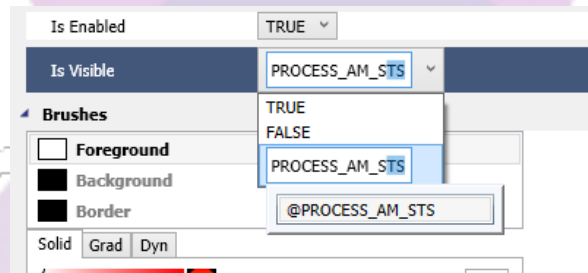 Is Enabled TRUE
Is Visible PROCESS_AM_STS
TRUE
FALSE
Brushes
Foreground PROCESS_AM_STS
Background
@PROCESS_AM_STS
Border
Solid Grad Dyn